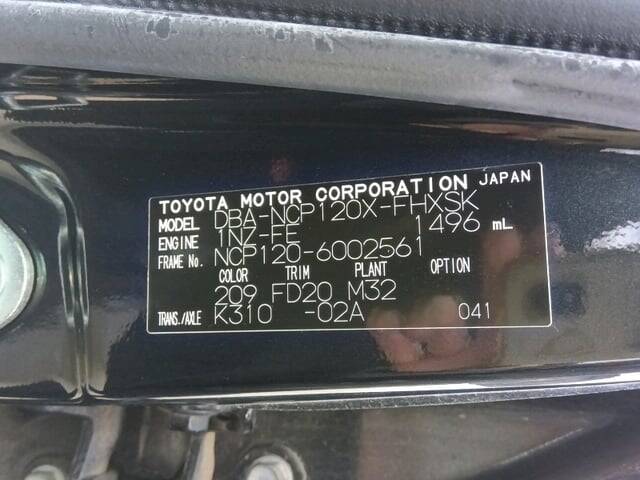 TOYOTA MOTOR CORPORATION JAPAN
MODEL DBA-NCP120X-FHXSK
ENGINE 1NZ-FE 1496 mL
FRAME No. NCP120-6002561
COLOR TRIM PLANT OPTION
209 FD20 M32
TRANS./AXLE K310 -02A 041